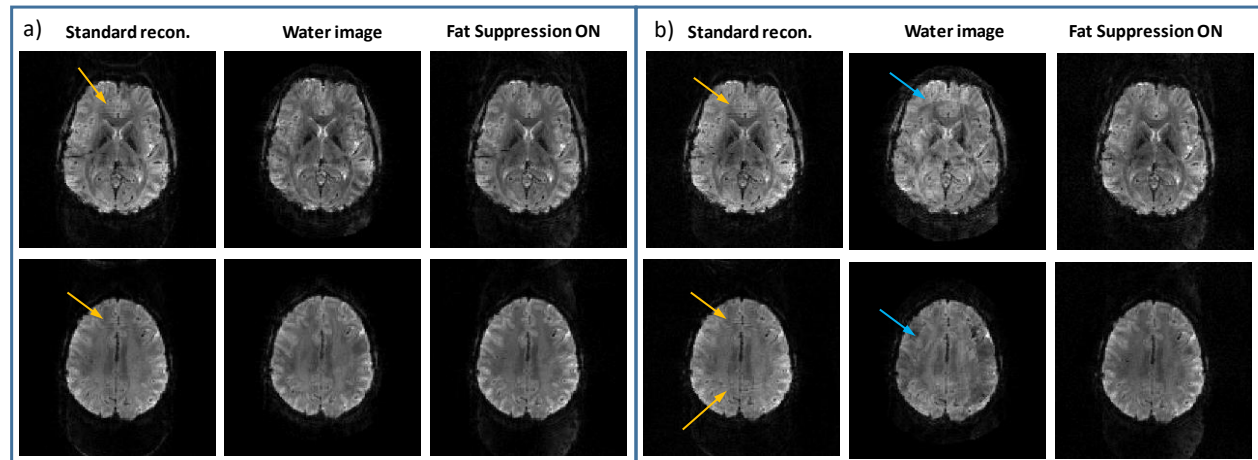 a) Standard recon. Water image Fat Suppression ON
b) Standard recon. Water image Fat Suppression ON